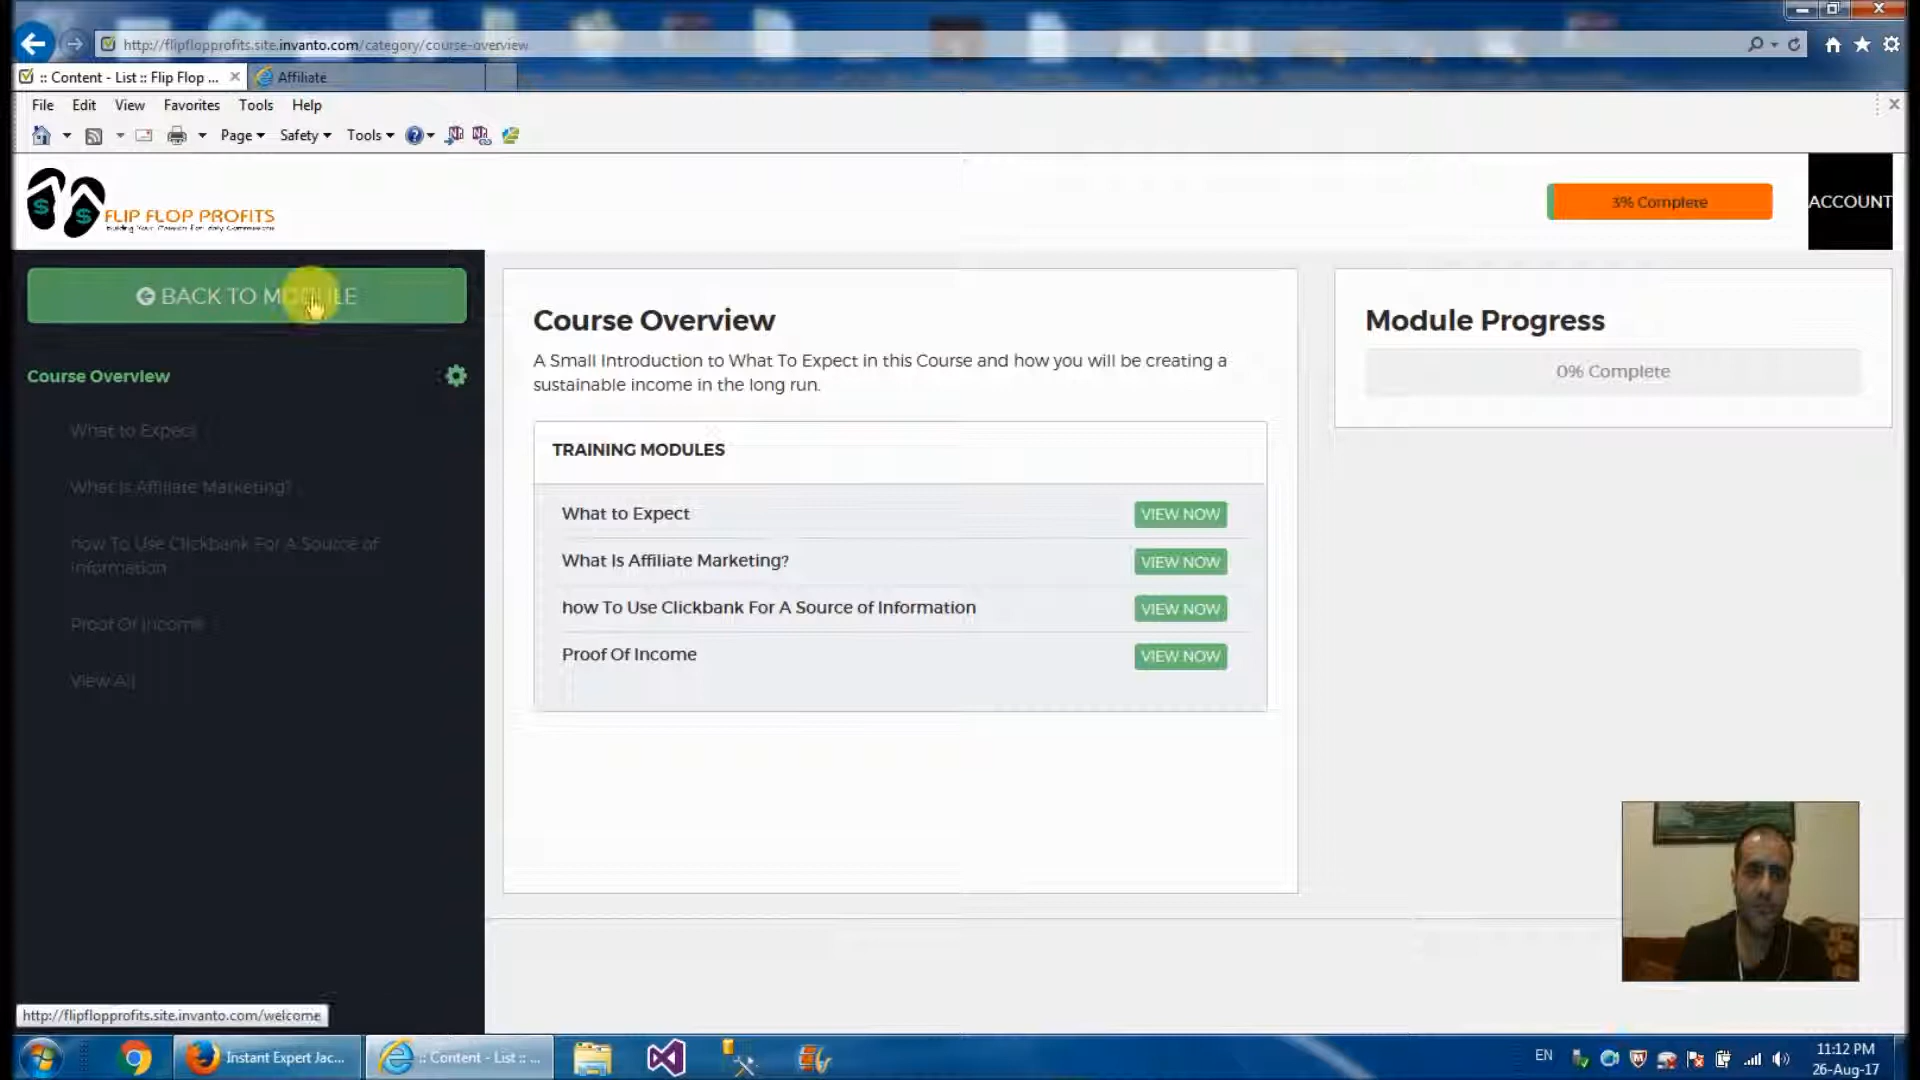 http://flipflopprofits.site.invanto.com/category/course-overview
:: Content - List :: Flip Flop ...
Affiliate
File Edit View Favorites Tools Help
Page Safety Tools
FLIP FLOP PROFITS
3% Complete
ACCOUNT
BACK TO MODULE
Course Overview
What to Expect
What Is Affiliate Marketing?
how To Use Clickbank For A Source of
Information
Proof Of Income
View All
Course Overview
A Small Introduction to What To Expect in this Course and how you will be creating a
sustainable income in the long run.
TRAINING MODULES
What to Expect VIEW NOW
What Is Affiliate Marketing? VIEW NOW
how To Use Clickbank For A Source of Information VIEW NOW
Proof Of Income VIEW NOW
Module Progress
0% Complete
http://flipflopprofits.site.invanto.com/welcome
Instant Expert Jac...
:: Content - List :: ...
EN
11:12 PM
26-Aug-17